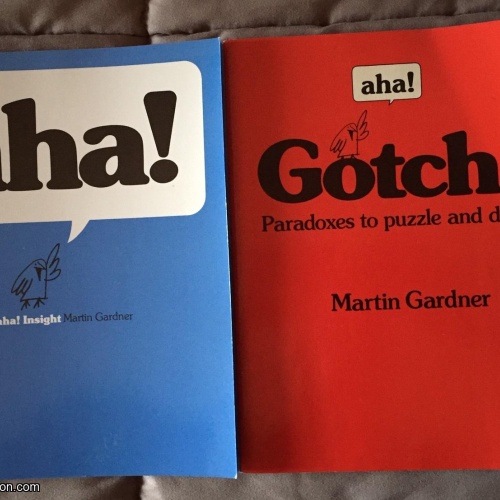 aha!
aha! Insight Martin Gardner
aha!
Gotch
Paradoxes to puzzle and d
Martin Gardner
on.com